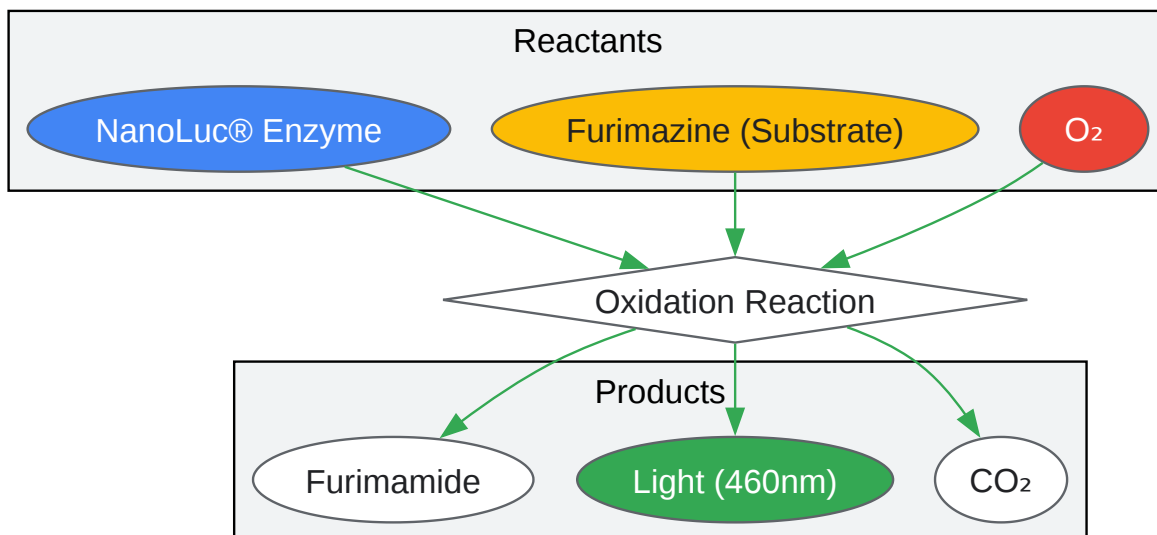 Reactants
NanoLuc® Enzyme
Furimazine (Substrate)
O₂
Oxidation Reaction
Products
Furimamide
Light (460nm)
CO₂